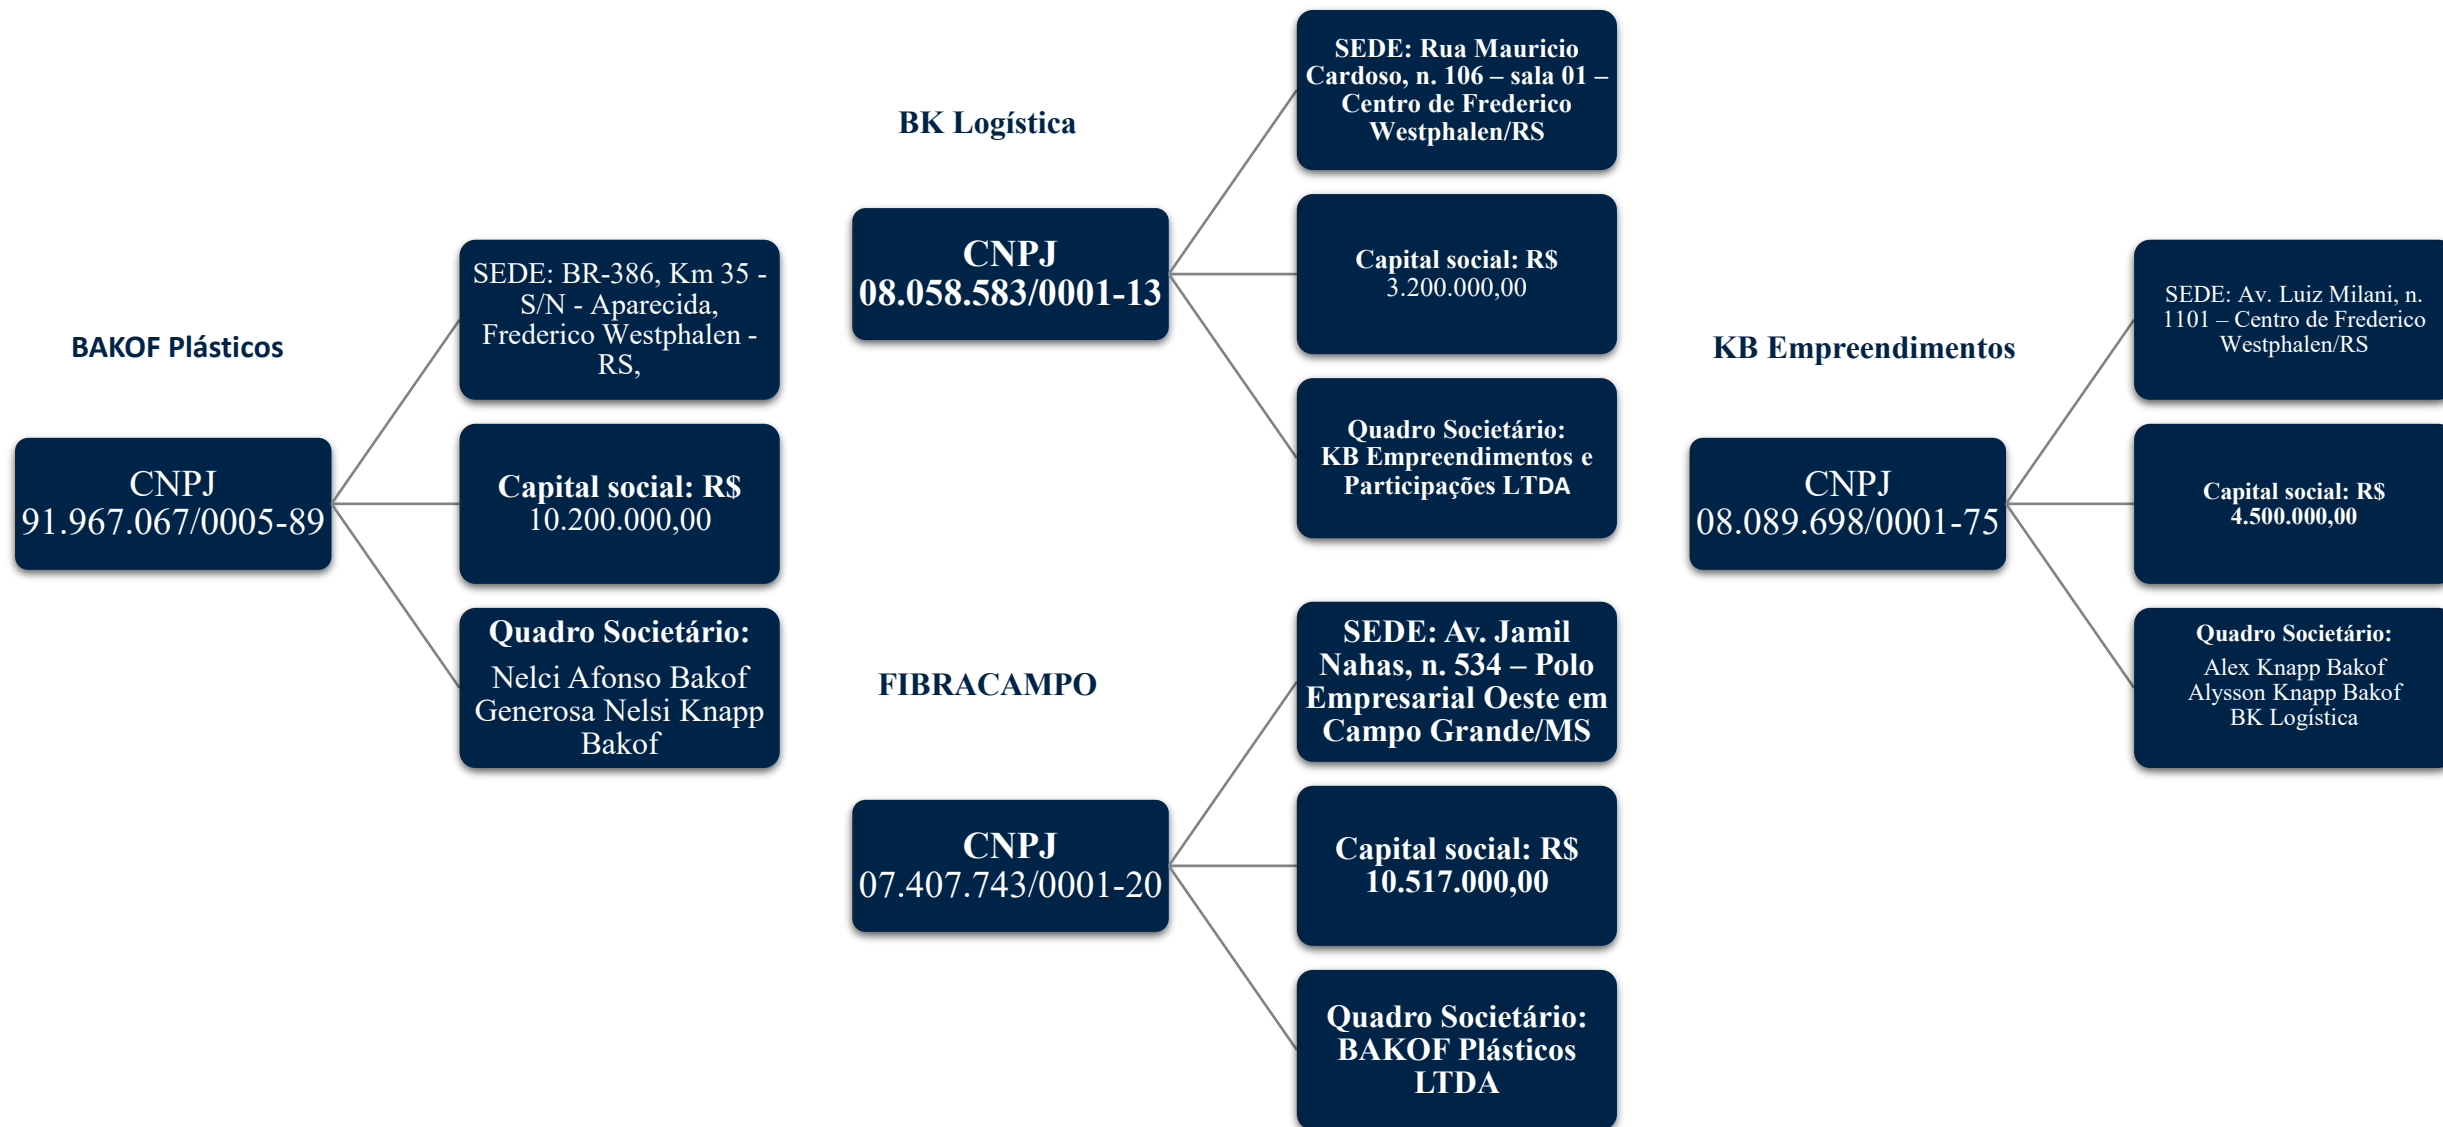 BAKOF Plásticos
CNPJ
91.967.067/0005-89
SEDE: BR-386, Km 35 -
S/N - Aparecida,
Frederico Westphalen -
RS,
Capital social: R$
10.200.000,00
Quadro Societário:
Nelci Afonso Bakof
Generosa Nelsi Knapp
Bakof
BK Logística
CNPJ
08.058.583/0001-13
SEDE: Rua Mauricio
Cardoso, n. 106 – sala 01 –
Centro de Frederico
Westphalen/RS
Capital social: R$
3.200.000,00
Quadro Societário:
KB Empreendimentos e
Participações LTDA
FIBRACAMPO
CNPJ
07.407.743/0001-20
SEDE: Av. Jamil
Nahas, n. 534 – Polo
Empresarial Oeste em
Campo Grande/MS
Capital social: R$
10.517.000,00
Quadro Societário:
BAKOF Plásticos
LTDA
KB Empreendimentos
CNPJ
08.089.698/0001-75
SEDE: Av. Luiz Milani, n.
1101 – Centro de Frederico
Westphalen/RS
Capital social: R$
4.500.000,00
Quadro Societário:
Alex Knapp Bakof
Alysson Knapp Bakof
BK Logística